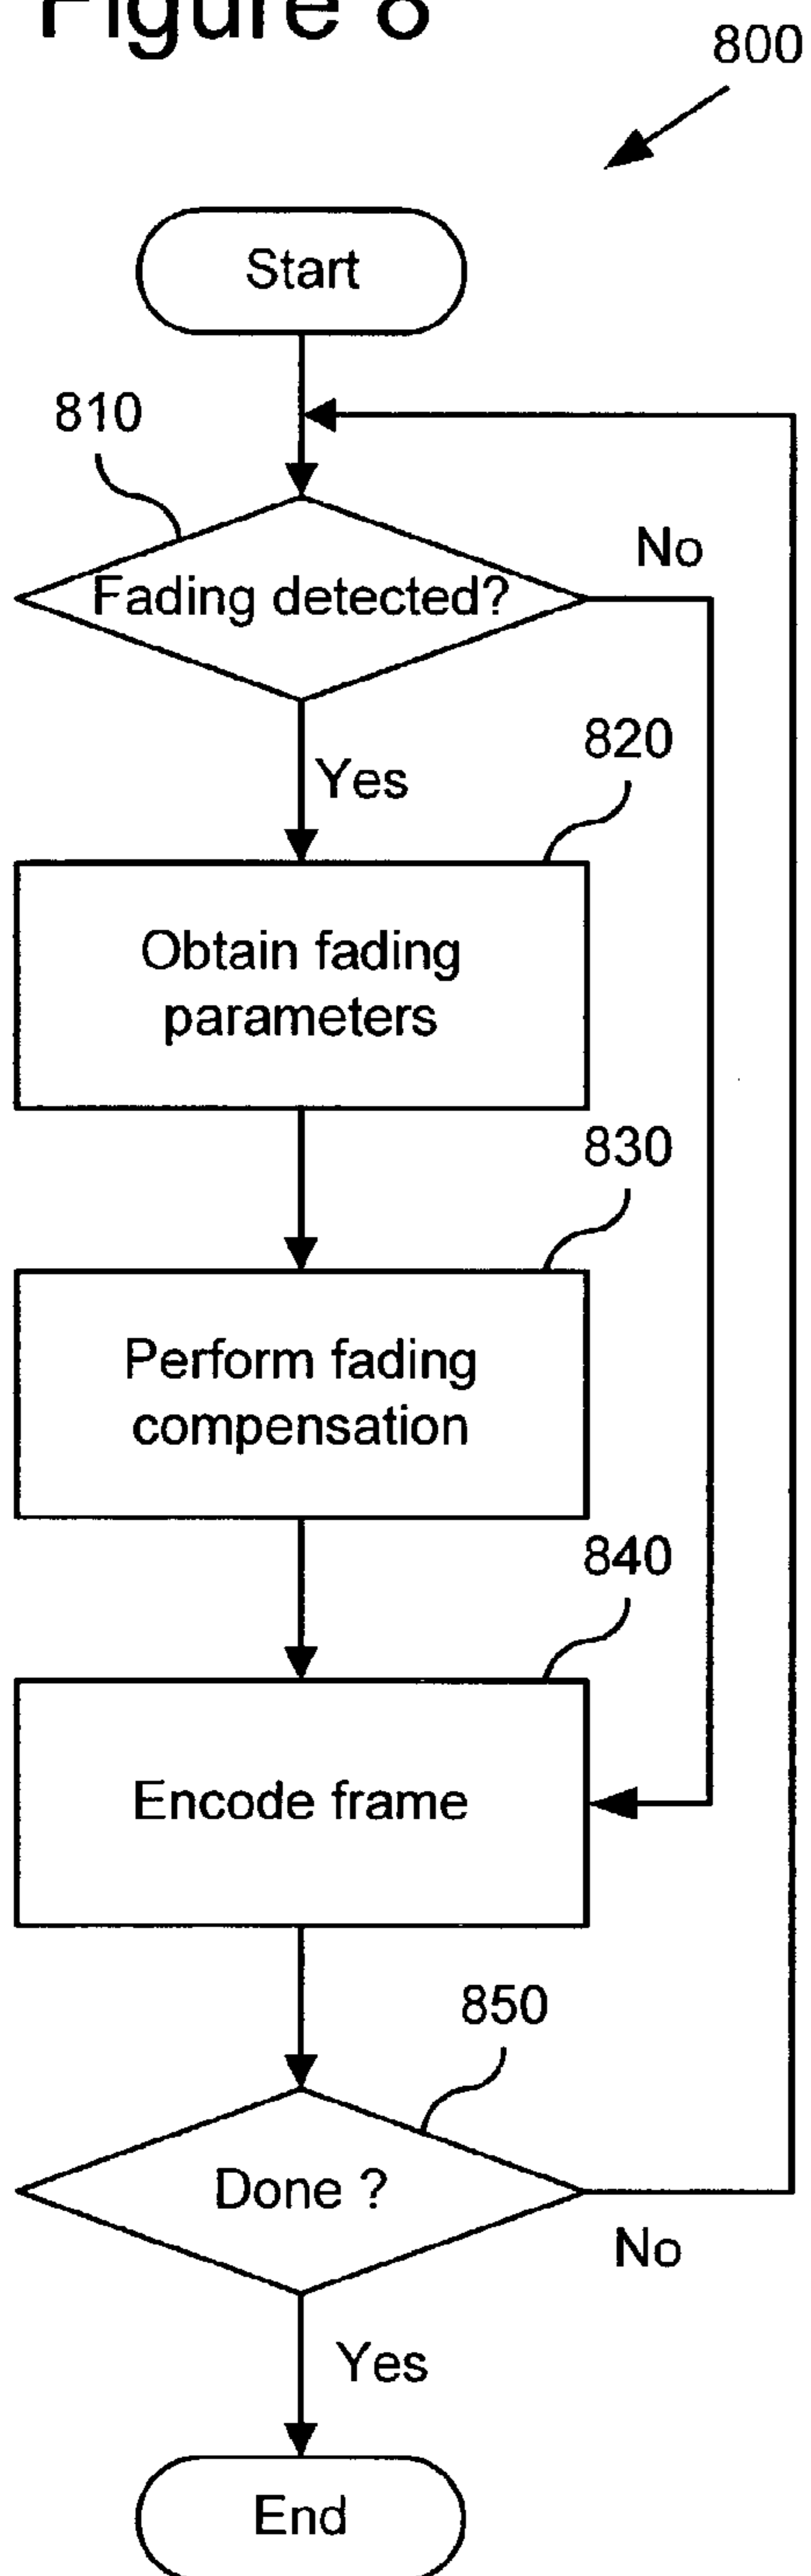 Figure 8
800
Start
810
Fading detected?
No
Yes
820
Obtain fading
parameters
830
Perform fading
compensation
840
Encode frame
850
Done ?
No
Yes
End